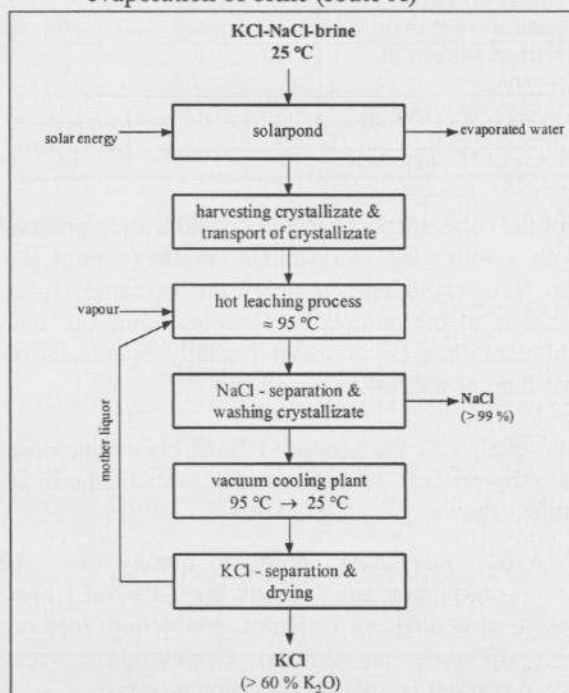 evaporation of brine (route A)
KCl-NaCl-brine
25 °C
solar energy
solarpond
evaporated water
harvesting crystallizate &
transport of crystallizate
vapour
hot leaching process
≈ 95 °C
NaCl - separation &
washing crystallizate
NaCl
(> 99 %)
mother liquor
vacuum cooling plant
95 °C → 25 °C
KCl - separation &
drying
KCl
(> 60 % K₂O)